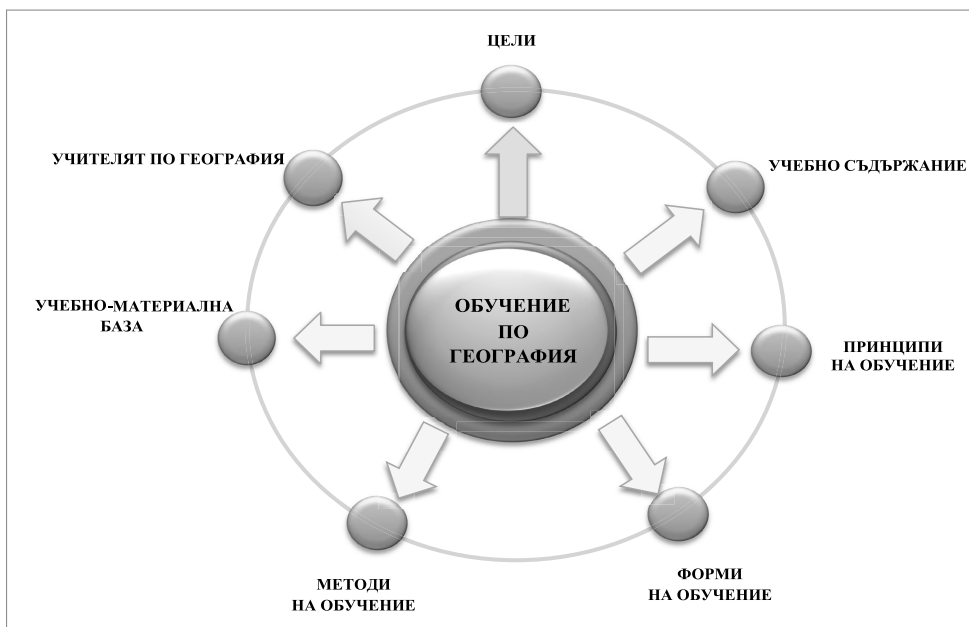 ЦЕЛИ
УЧИТЕЛЯТ ПО ГЕОГРАФИЯ
УЧЕБНО СЪДЪРЖАНИЕ
УЧЕБНО-МАТЕРИАЛНА
БАЗА
ОБУЧЕНИЕ
ПО
ГЕОГРАФИЯ
ПРИНЦИПИ
НА ОБУЧЕНИЕ
МЕТОДИ
НА ОБУЧЕНИЕ
ФОРМИ
НА ОБУЧЕНИЕ